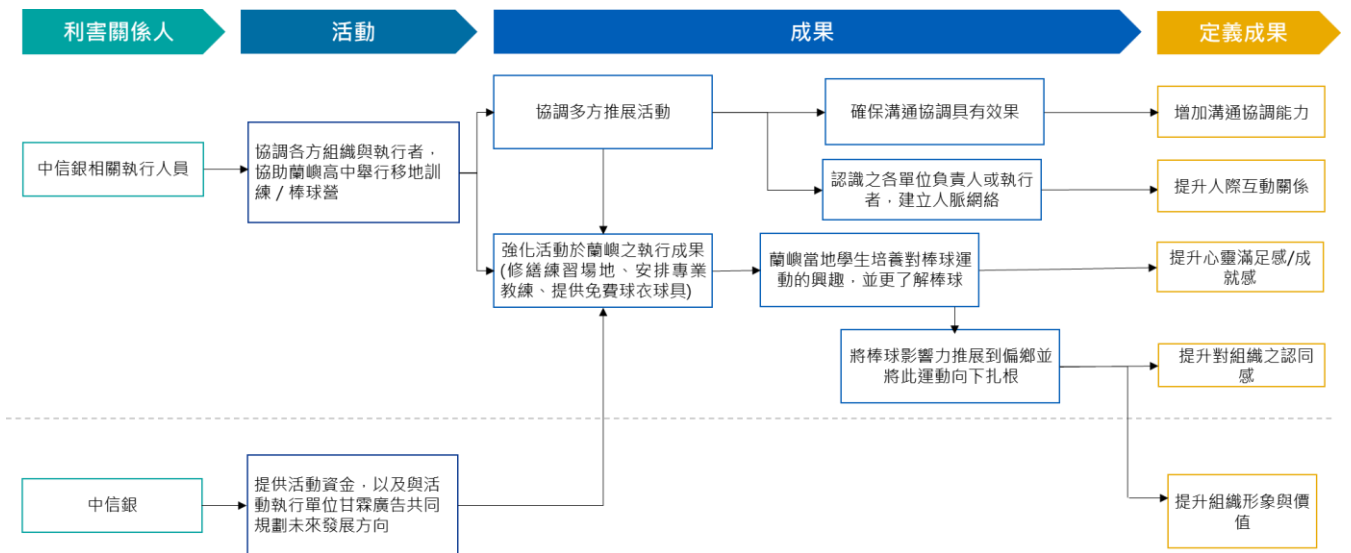 利害關係人
活動
成果
定義成果
中信銀相關執行人員
協調各方組織與執行者，
協助蘭嶼高中舉行移地訓
練 / 棒球營
協調多方推展活動
確保溝通協調具有效果
增加溝通協調能力
認識之各單位負責人或執行
者，建立人脈網絡
提升人際互動關係
強化活動於蘭嶼之執行成果
(修繕練習場地、安排專業
教練、提供免費球衣球具)
蘭嶼當地學生培養對棒球運
動的興趣，並更了解棒球
提升心靈滿足感/成
就感
將棒球影響力推展到偏鄉並
將此運動向下扎根
提升對組織之認同
感
中信銀
提供活動資金，以及與活
動執行單位甘霖廣告共同
規劃未來發展方向
提升組織形象與價
值